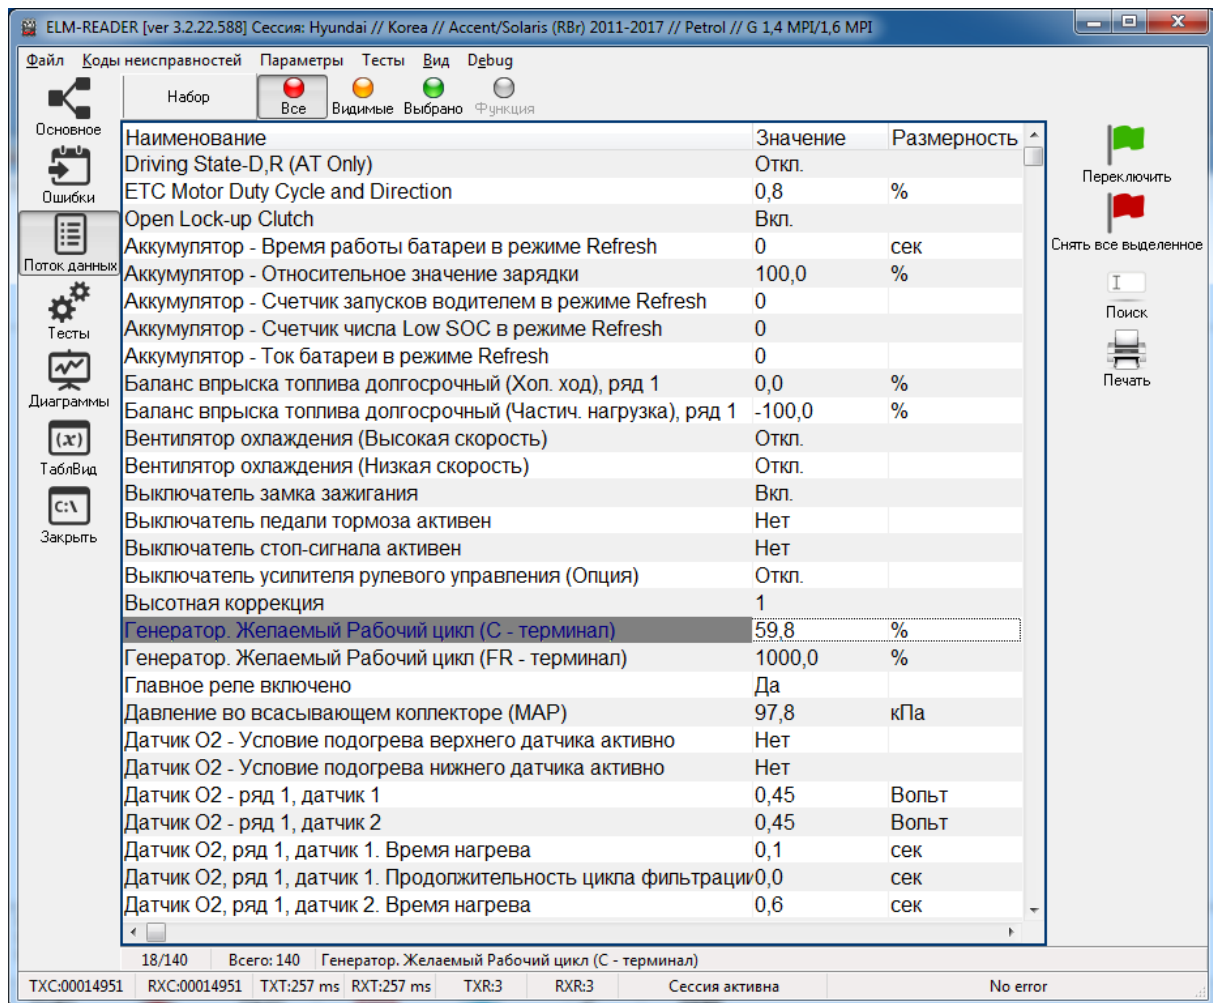 ELM-READER [ver 3.2.22.588] Сессия: Hyundai // Korea // Accent/Solaris (RBr) 2011-2017 // Petrol // G 1,4 MPI/1,6 MPI
Файл Коды неисправностей Параметры Тесты Вид Debug
Набор Все Видимые Выбрано Функция
Основное
Ошибки
Поток данных
Тесты
Диаграммы
(x)
ТаблВид
C:\
Закрыть
Наименование Значение Размерность
Driving State-D,R (AT Only) Откл.
ETC Motor Duty Cycle and Direction 0,8 %
Open Lock-up Clutch Вкл.
Аккумулятор - Время работы батареи в режиме Refresh 0 сек
Аккумулятор - Относительное значение зарядки 100,0 %
Аккумулятор - Счетчик запусков водителем в режиме Refresh 0
Аккумулятор - Счетчик числа Low SOC в режиме Refresh 0
Аккумулятор - Ток батареи в режиме Refresh 0
Баланс впрыска топлива долгосрочный (Хол. ход), ряд 1 0,0 %
Баланс впрыска топлива долгосрочный (Частич. нагрузка), ряд 1 -100,0 %
Вентилятор охлаждения (Высокая скорость) Откл.
Вентилятор охлаждения (Низкая скорость) Откл.
Выключатель замка зажигания Вкл.
Выключатель педали тормоза активен Нет
Выключатель стоп-сигнала активен Нет
Выключатель усилителя рулевого управления (Опция) Откл.
Высотная коррекция 1
Генератор. Желаемый Рабочий цикл (С - терминал) 59,8 %
Генератор. Желаемый Рабочий цикл (FR - терминал) 1000,0 %
Главное реле включено Да
Давление во всасывающем коллекторе (MAP) 97,8 кПа
Датчик О2 - Условие подогрева верхнего датчика активно Нет
Датчик О2 - Условие подогрева нижнего датчика активно Нет
Датчик О2 - ряд 1, датчик 1 0,45 Вольт
Датчик О2 - ряд 1, датчик 2 0,45 Вольт
Датчик О2, ряд 1, датчик 1. Время нагрева 0,1 сек
Датчик О2, ряд 1, датчик 1. Продолжительность цикла фильтрации 0,0 сек
Датчик О2, ряд 1, датчик 2. Время нагрева 0,6 сек
Переключить
Снять все выделенное
Поиск
Печать
18/140 Всего: 140 Генератор. Желаемый Рабочий цикл (С - терминал)
TXC:00014951 RXC:00014951 TXT:257 ms RXT:257 ms TXR:3 RXR:3 Сессия активна No error